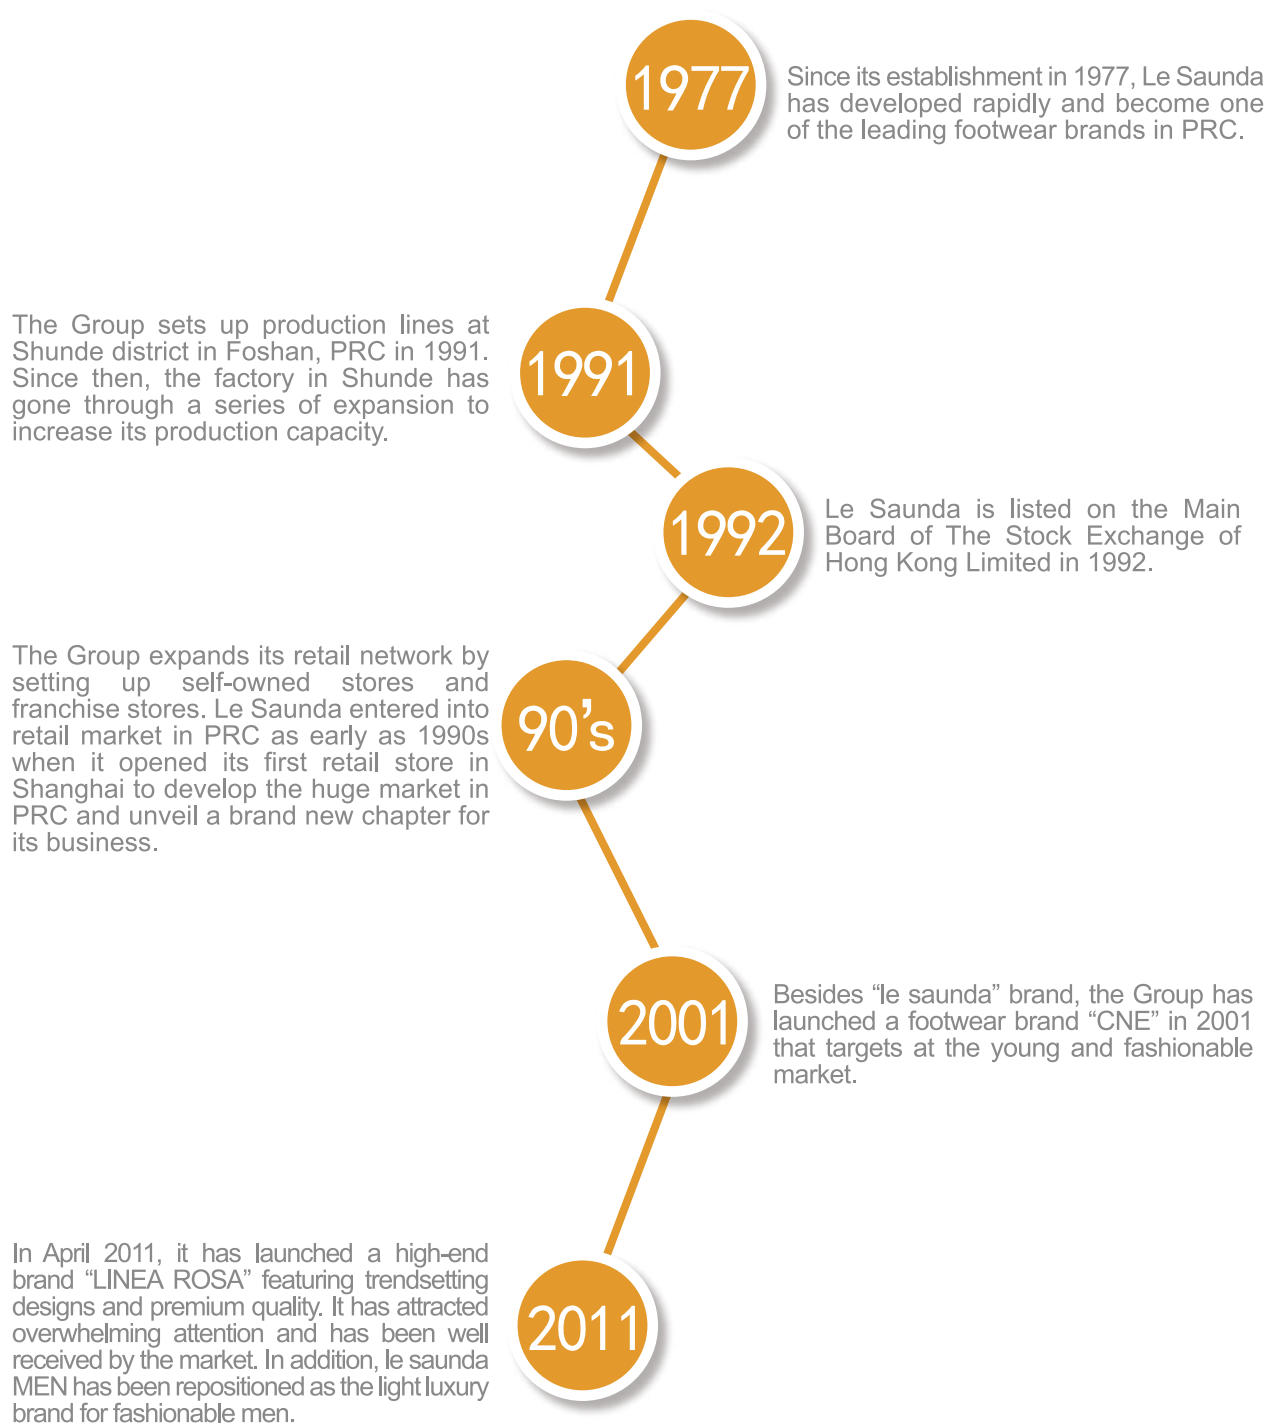 1977
Since its establishment in 1977, Le Saunda
has developed rapidly and become one
of the leading footwear brands in PRC.
The Group sets up production lines at
Shunde district in Foshan, PRC in 1991.
Since then, the factory in Shunde has
gone through a series of expansion to
increase its production capacity.
1991
1992
Le Saunda is listed on the Main
Board of The Stock Exchange of
Hong Kong Limited in 1992.
The Group expands its retail network by
setting up self-owned stores and
franchise stores. Le Saunda entered into
retail market in PRC as early as 1990s
when it opened its first retail store in
Shanghai to develop the huge market in
PRC and unveil a brand new chapter for
its business.
90’s
2001
Besides “le saunda” brand, the Group has
launched a footwear brand “CNE” in 2001
that targets at the young and fashionable
market.
In April 2011, it has launched a high-end
brand “LINEA ROSA” featuring trendsetting
designs and premium quality. It has attracted
overwhelming attention and has been well
received by the market. In addition, le saunda
MEN has been repositioned as the light luxury
brand for fashionable men.
2011